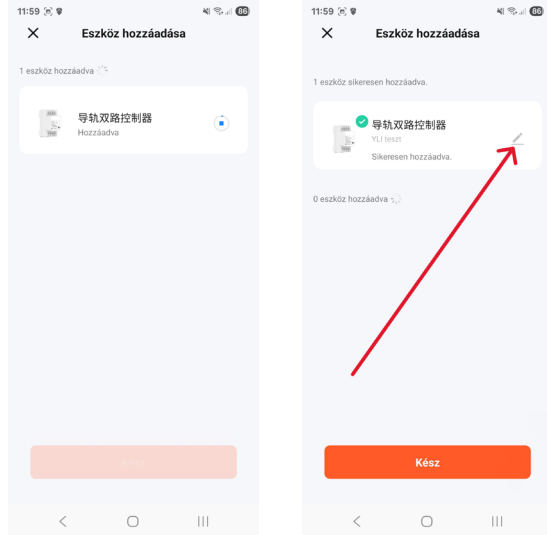 11:59
86
Eszköz hozzáadása
1 eszköz hozzáadva
导轨双路控制器
Hozzáadva
11:59
86
Eszköz hozzáadása
1 eszköz sikeresen hozzáadva.
导轨双路控制器
YLI teszt
Sikeresen hozzáadva.
0 eszköz hozzáadva
Kész